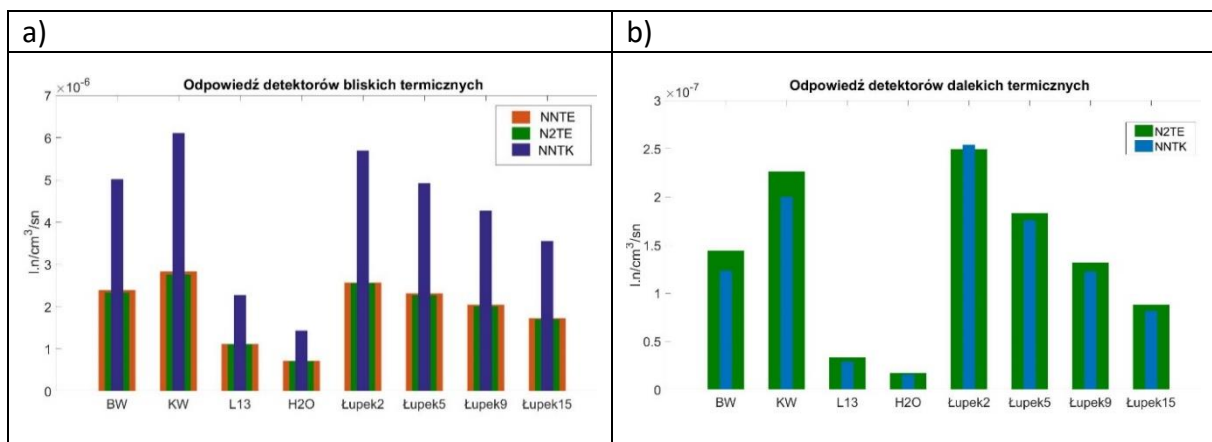 a)
b)
Odpowiedź detektorów bliskich termicznych
×10⁻⁶
7
6
5
4
3
2
1
0
I.n/cm³/sn
NNTE
N2TE
NNTK
BW KW L13 H2O Łupek2 Łupek5 Łupek9 Łupek15
Odpowiedź detektorów dalekich termicznych
×10⁻⁷
3
2.5
2
1.5
1
0.5
0
I.n/cm³/sn
N2TE
NNTK
BW KW L13 H2O Łupek2 Łupek5 Łupek9 Łupek15